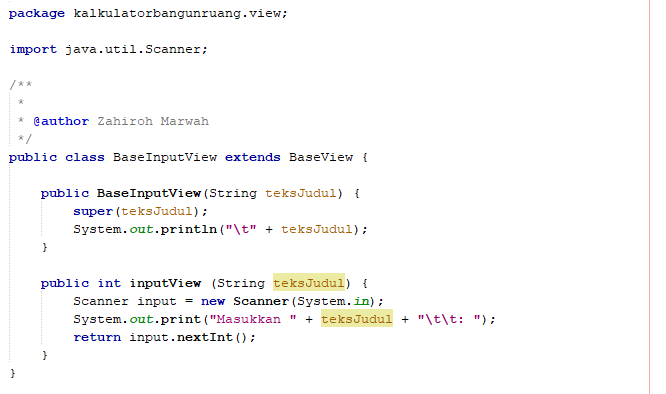 package kalkulatorbangunruang.view;
import java.util.Scanner;
/**
*
* @author Zahiroh Marwah
*/
public class BaseInputView extends BaseView {
public BaseInputView(String teksJudul) {
super(teksJudul);
System.out.println("\t" + teksJudul);
}
public int inputView (String teksJudul) {
Scanner input = new Scanner(System.in);
System.out.print("Masukkan " + teksJudul + "\t\t: ");
return input.nextInt();
}
}